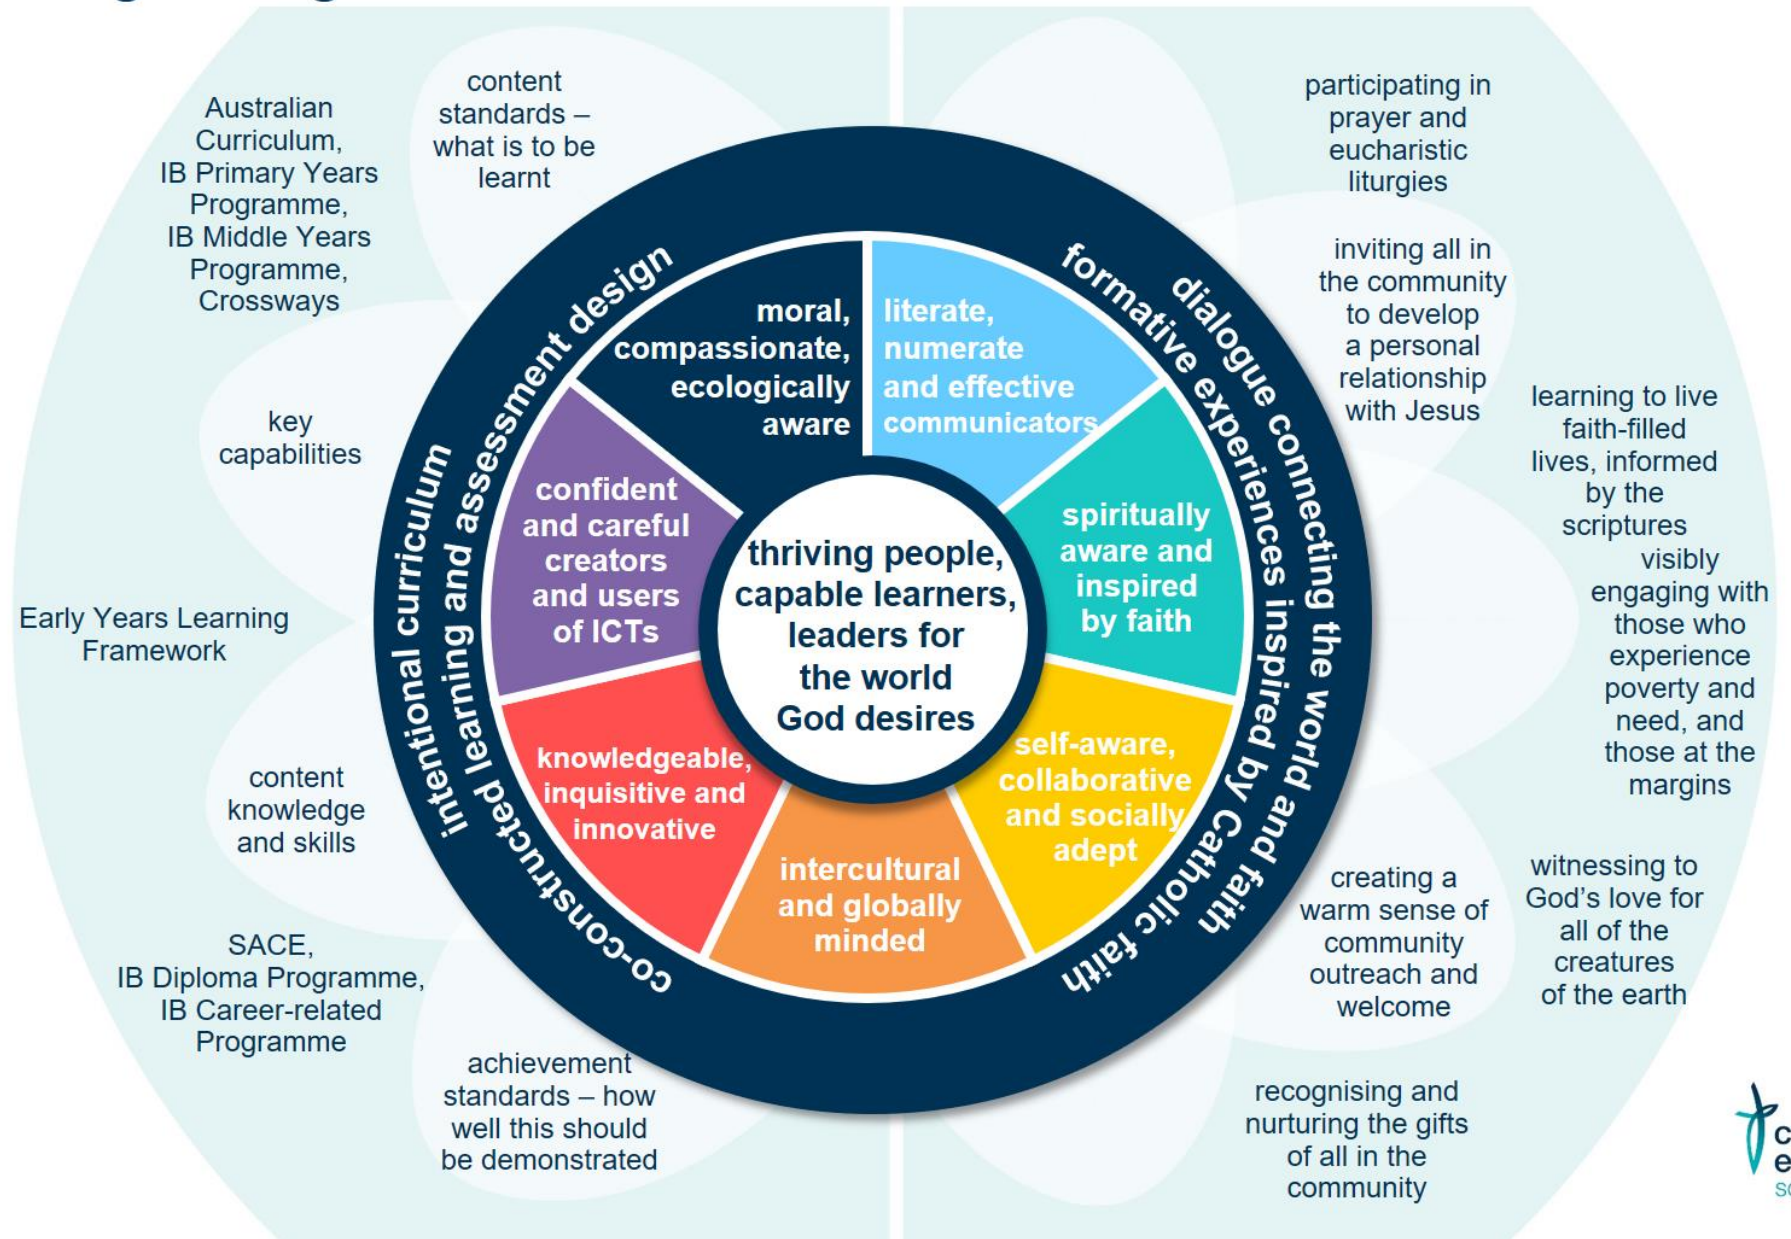 content
standards –
what is to be
learnt
Australian
Curriculum,
IB Primary Years
Programme,
IB Middle Years
Programme,
Crossways
key
capabilities
Early Years Learning
Framework
content
knowledge
and skills
SACE,
IB Diploma Programme,
IB Career-related
Programme
achievement
standards – how
well this should
be demonstrated
intentional curriculum
co-constructed learning and assessment design
moral,
compassionate,
ecologically
aware
literate,
numerate
and effective
communicators
spiritually
aware and
inspired
by faith
self-aware,
collaborative
and socially
adept
intercultural
and globally
minded
knowledgeable,
inquisitive and
innovative
confident
and careful
creators
and users
of ICTs
thriving people,
capable learners,
leaders for
the world
God desires
dialogue connecting the world and faith
formative experiences inspired by Catholic faith
participating in
prayer and
eucharistic
liturgies
inviting all in
the community
to develop
a personal
relationship
with Jesus
learning to live
faith-filled
lives, informed
by the
scriptures
visibly
engaging with
those who
experience
poverty and
need, and
those at the
margins
witnessing to
God's love for
all of the
creatures
of the earth
creating a
warm sense of
community
outreach and
welcome
recognising and
nurturing the gifts
of all in the
community